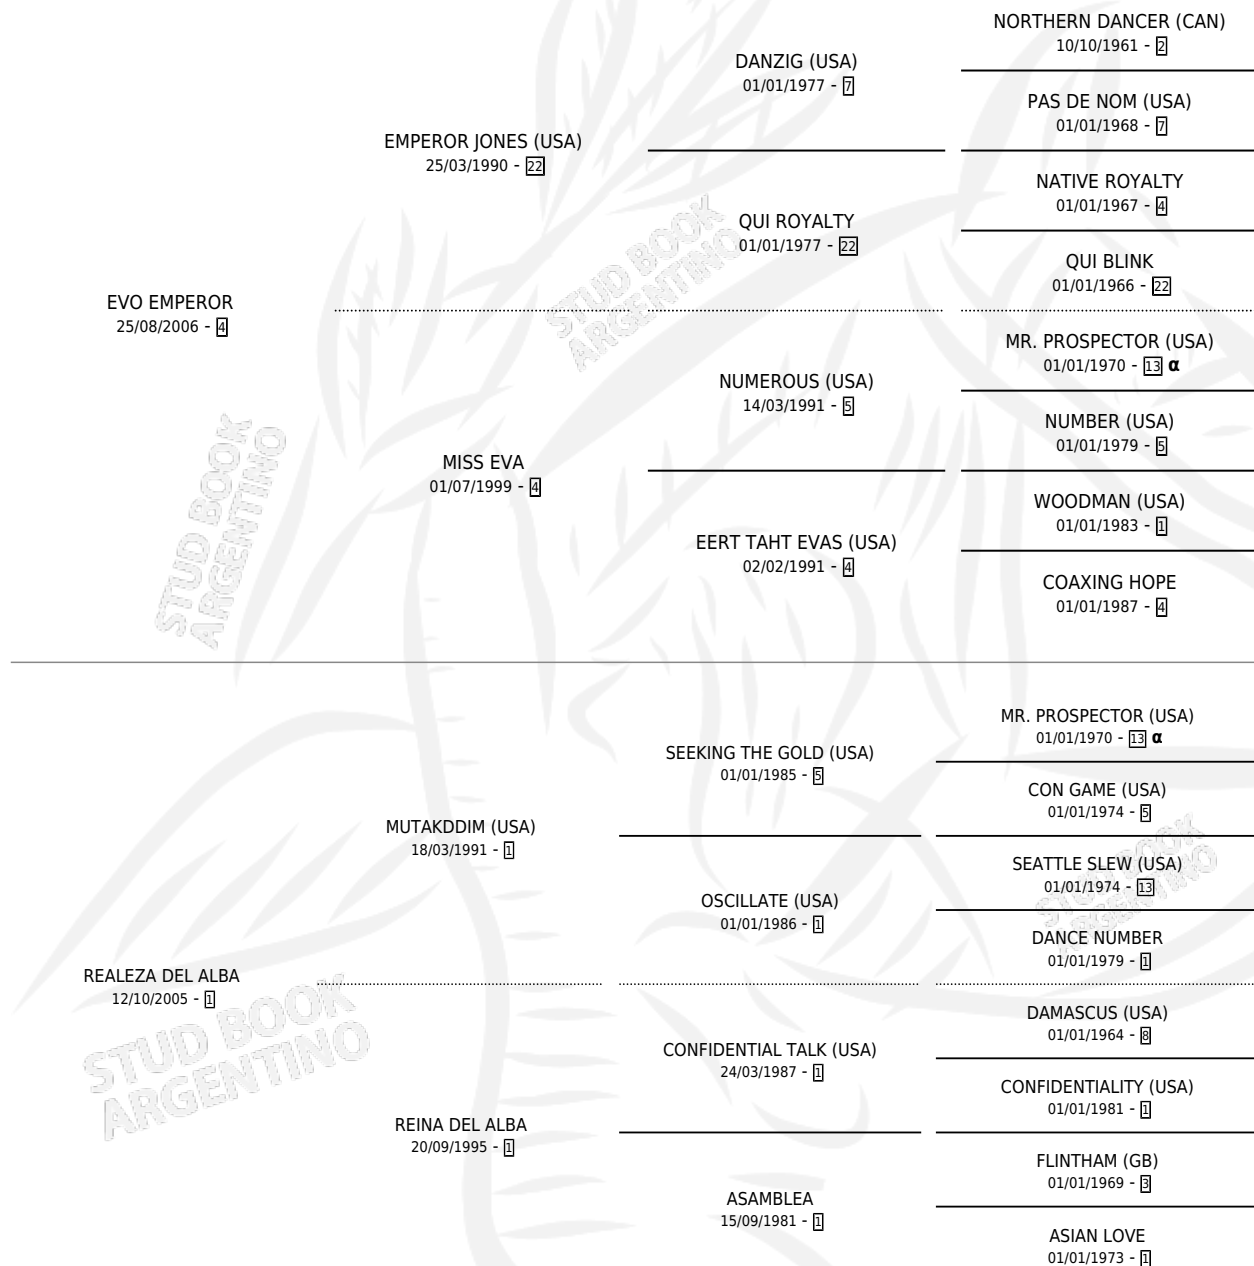 NORTHERN DANCER (CAN)
10/10/1961 - 2
DANZIG (USA)
01/01/1977 - 7
PAS DE NOM (USA)
01/01/1968 - 7
EMPEROR JONES (USA)
25/03/1990 - 22
NATIVE ROYALTY
01/01/1967 - 4
QUI ROYALTY
01/01/1977 - 22
QUI BLINK
01/01/1966 - 22
EVO EMPEROR
25/08/2006 - 4
MR. PROSPECTOR (USA)
01/01/1970 - 13 α
NUMEROUS (USA)
14/03/1991 - 5
NUMBER (USA)
01/01/1979 - 5
MISS EVA
01/07/1999 - 4
WOODMAN (USA)
01/01/1983 - 1
EERT TAHT EVAS (USA)
02/02/1991 - 4
COAXING HOPE
01/01/1987 - 4
MR. PROSPECTOR (USA)
01/01/1970 - 13 α
SEEKING THE GOLD (USA)
01/01/1985 - 5
CON GAME (USA)
01/01/1974 - 5
MUTAKDDIM (USA)
18/03/1991 - 1
SEATTLE SLEW (USA)
01/01/1974 - 13
OSCILLATE (USA)
01/01/1986 - 1
DANCE NUMBER
01/01/1979 - 1
REALEZA DEL ALBA
12/10/2005 - 1
DAMASCUS (USA)
01/01/1964 - 8
CONFIDENTIAL TALK (USA)
24/03/1987 - 1
CONFIDENTIALITY (USA)
01/01/1981 - 1
REINA DEL ALBA
20/09/1995 - 1
FLINTHAM (GB)
01/01/1969 - 3
ASAMBLEA
15/09/1981 - 1
ASIAN LOVE
01/01/1973 - 1
STUD BOOK
ARGENTINO
STUD BOOK
ARGENTINO
STUD BOOK
ARGENTINO
STUD BOOK
ARGENTINO